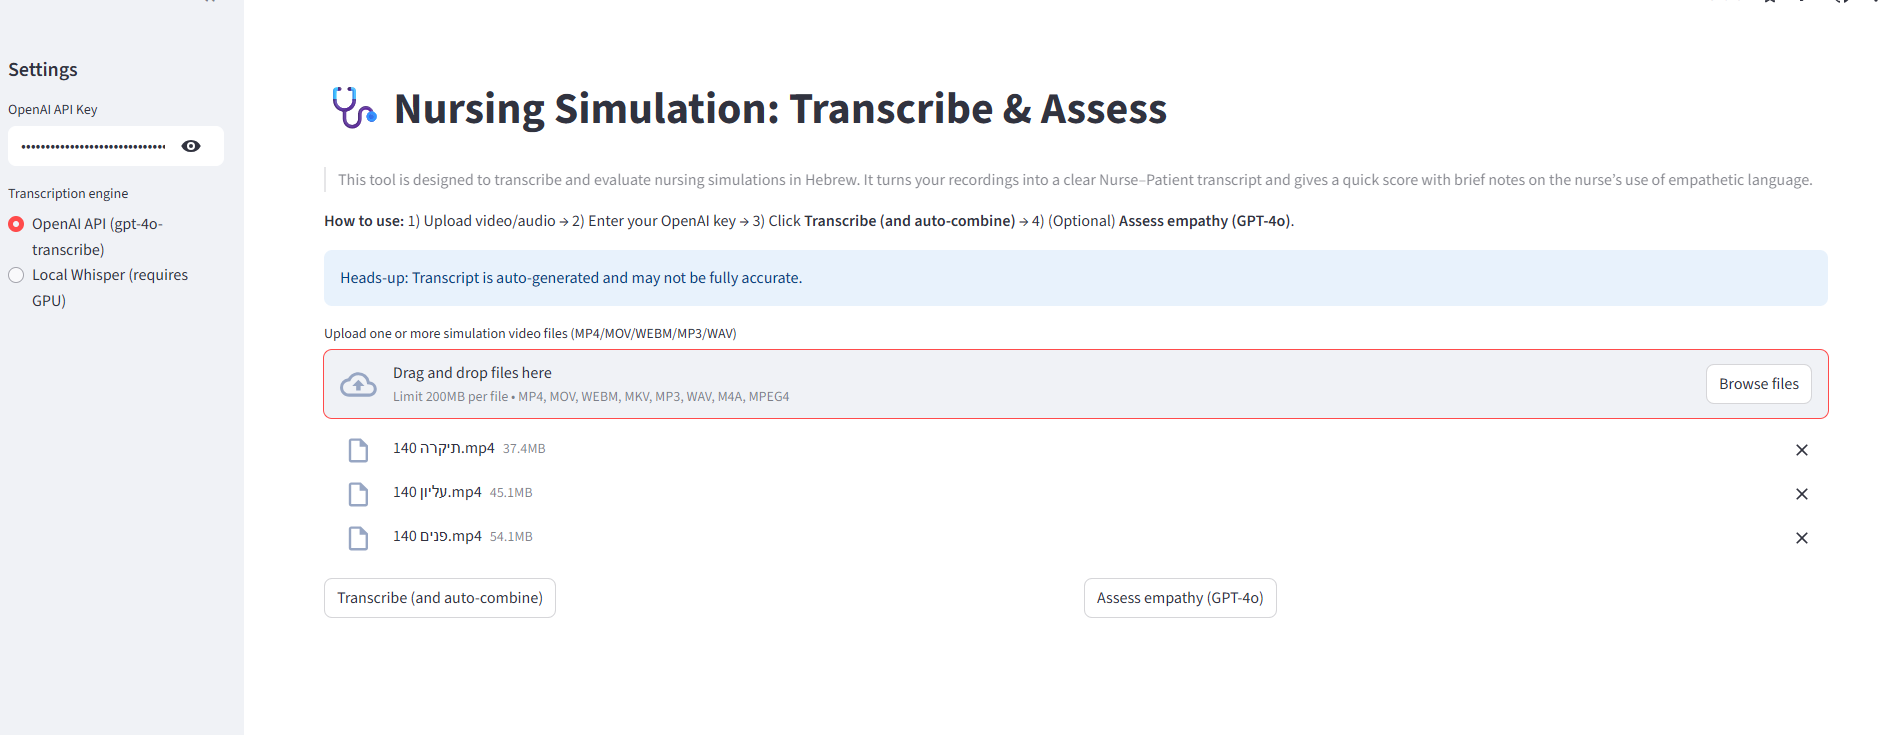 Settings
OpenAI API Key
••••••••••••••••••••••••••••••
Transcription engine
OpenAI API (gpt-4o-
transcribe)
Local Whisper (requires
GPU)
Nursing Simulation: Transcribe & Assess
This tool is designed to transcribe and evaluate nursing simulations in Hebrew. It turns your recordings into a clear Nurse–Patient transcript and gives a quick score with brief notes on the nurse’s use of empathetic language.
How to use: 1) Upload video/audio → 2) Enter your OpenAI key → 3) Click Transcribe (and auto-combine) → 4) (Optional) Assess empathy (GPT-4o).
Heads-up: Transcript is auto-generated and may not be fully accurate.
Upload one or more simulation video files (MP4/MOV/WEBM/MP3/WAV)
Drag and drop files here
Limit 200MB per file • MP4, MOV, WEBM, MKV, MP3, WAV, M4A, MPEG4
Browse files
140 תיקרה.mp4 37.4MB
140 עליון.mp4 45.1MB
140 פנים.mp4 54.1MB
Transcribe (and auto-combine)
Assess empathy (GPT-4o)